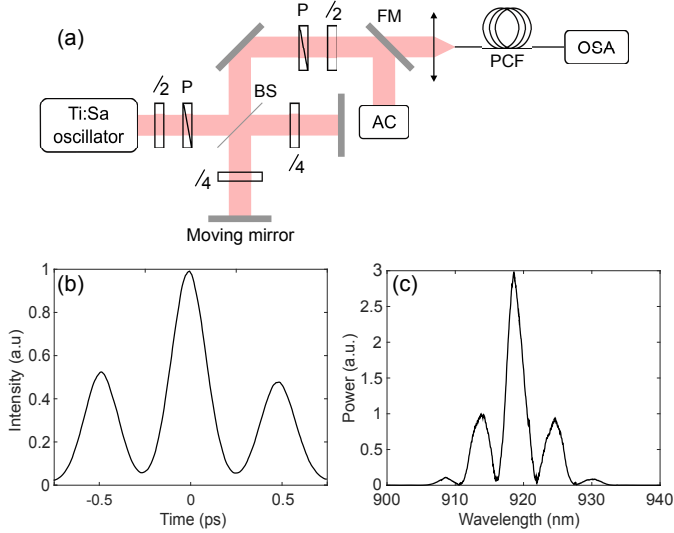 (a)
P
/2
FM
PCF
OSA
/2
P
BS
AC
Ti:Sa
oscillator
/4
/4
Moving mirror
(b)
Intensity (a.u)
1
0.8
0.6
0.4
0.2
0
-0.5
0
0.5
Time (ps)
(c)
Power (a.u.)
3
2.5
2
1.5
1
0.5
0
900
910
920
930
940
Wavelength (nm)